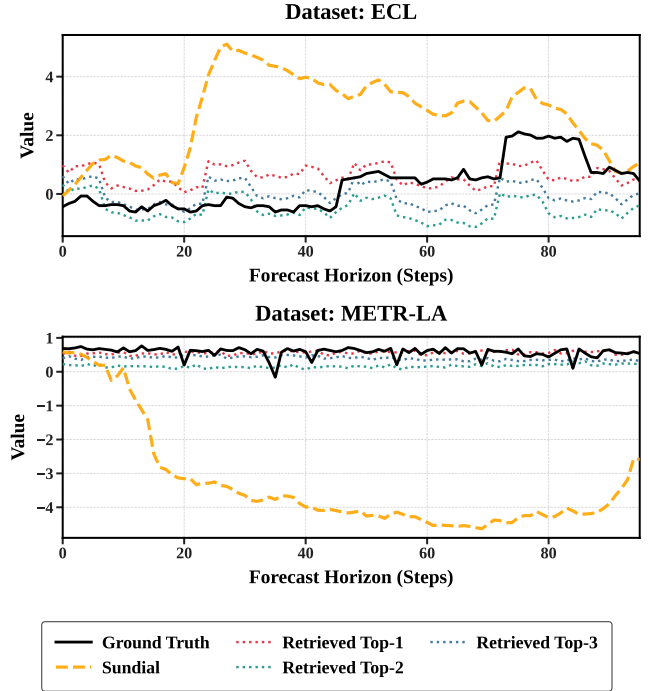 Dataset: ECL
Value
4
2
0
0 20 40 60 80
Forecast Horizon (Steps)
Dataset: METR-LA
Value
1
0
−1
−2
−3
−4
0 20 40 60 80
Forecast Horizon (Steps)
Ground Truth Retrieved Top-1 Retrieved Top-3
Sundial Retrieved Top-2